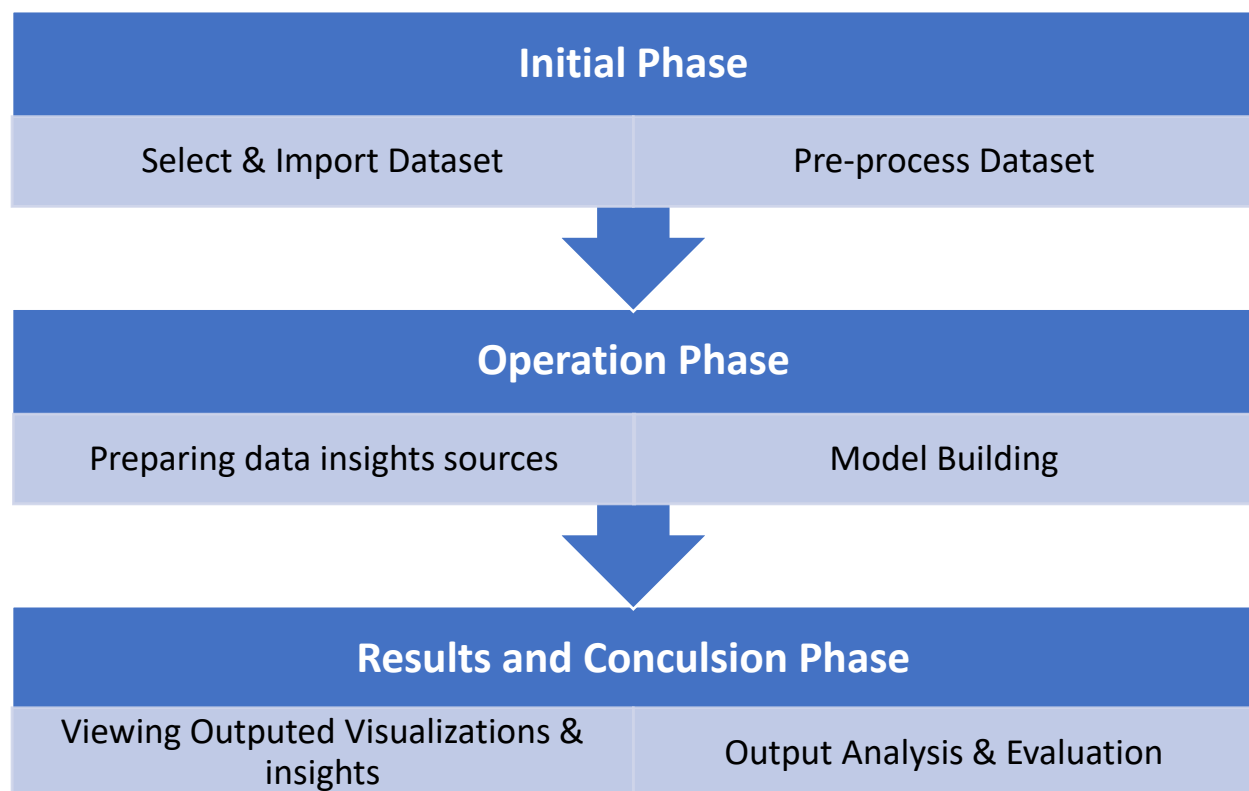 Initial Phase
Select & Import Dataset
Pre-process Dataset
Operation Phase
Preparing data insights sources
Model Building
Results and Conculsion Phase
Viewing Outputed Visualizations &
insights
Output Analysis & Evaluation